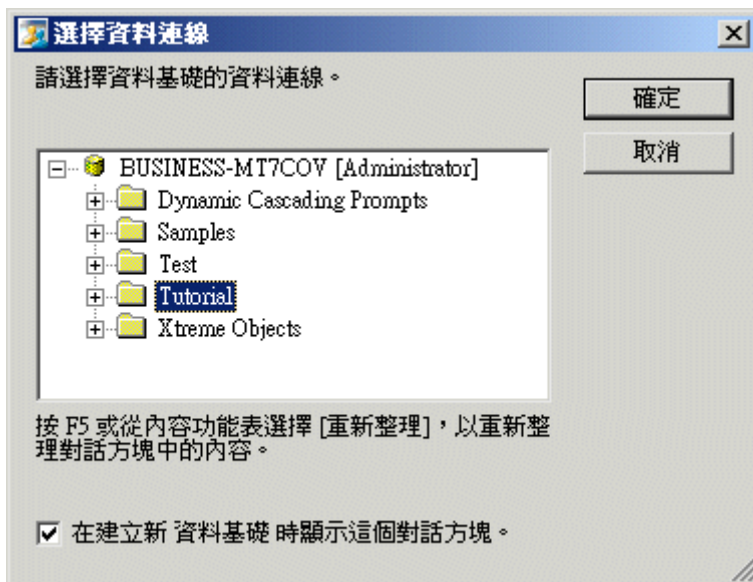 選擇資料連線
請選擇資料基礎的資料連線。
確定
取消
BUSINESS-MT7COV [Administrator]
Dynamic Cascading Prompts
Samples
Test
Tutorial
Xtreme Objects
按 F5 或從內容功能表選擇 [重新整理]，以重新整
理對話方塊中的內容。
在建立新 資料基礎 時顯示這個對話方塊。